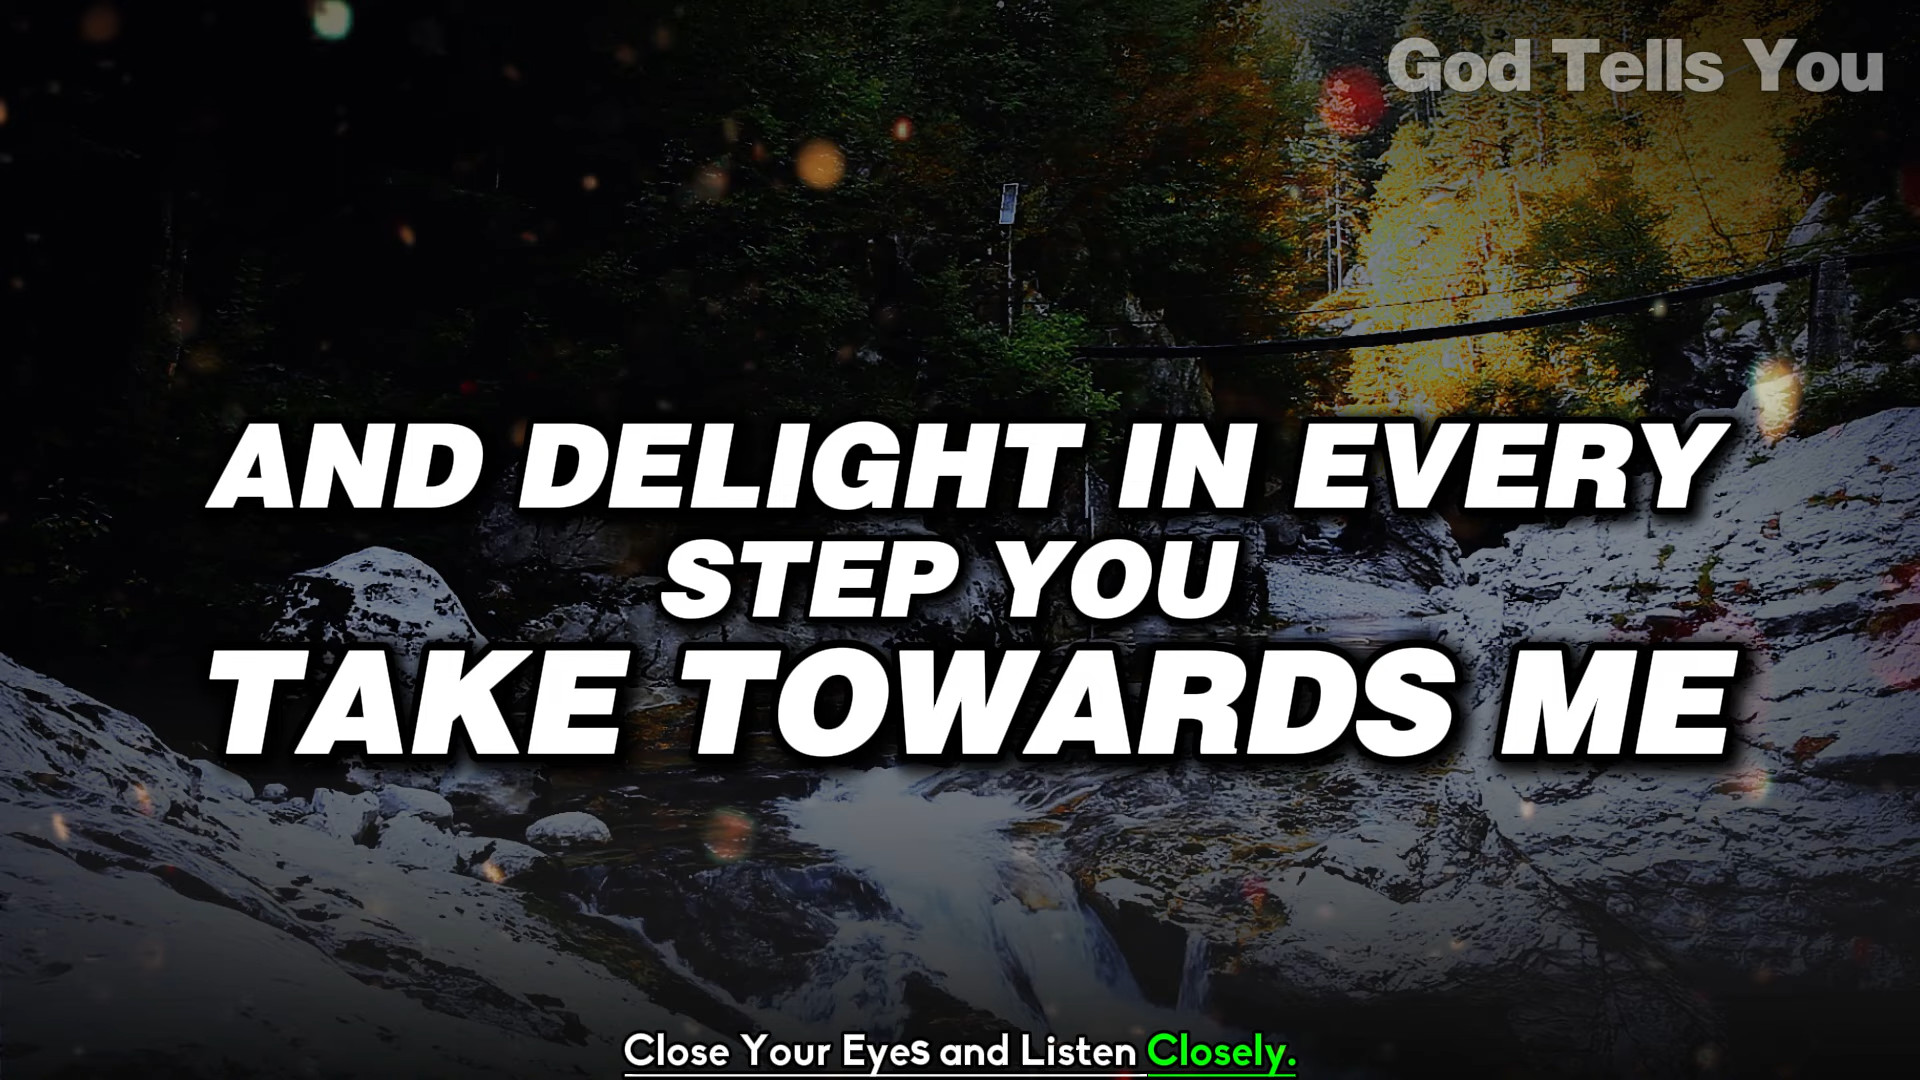 God Tells You
AND DELIGHT IN EVERY
STEP YOU
TAKE TOWARDS ME
Close Your Eyes and Listen Closely.